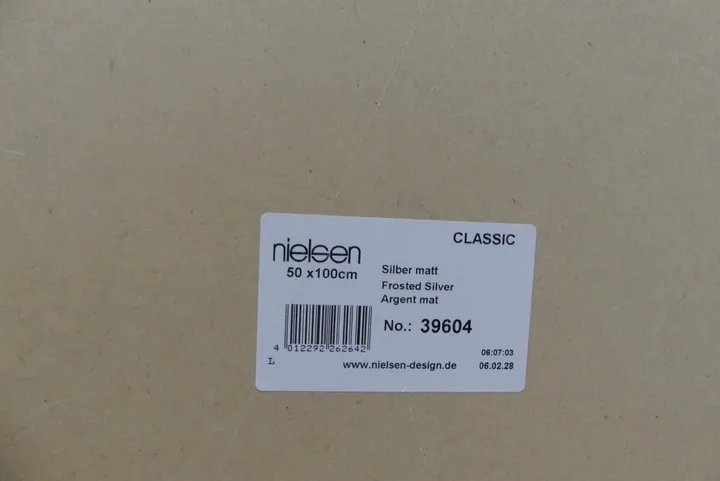 nielsen
CLASSIC
50 x100cm
Silber matt
Frosted Silver
Argent mat
No.: 39604
4 012292 262642
06:07:03
L
www.nielsen-design.de
06.02.28